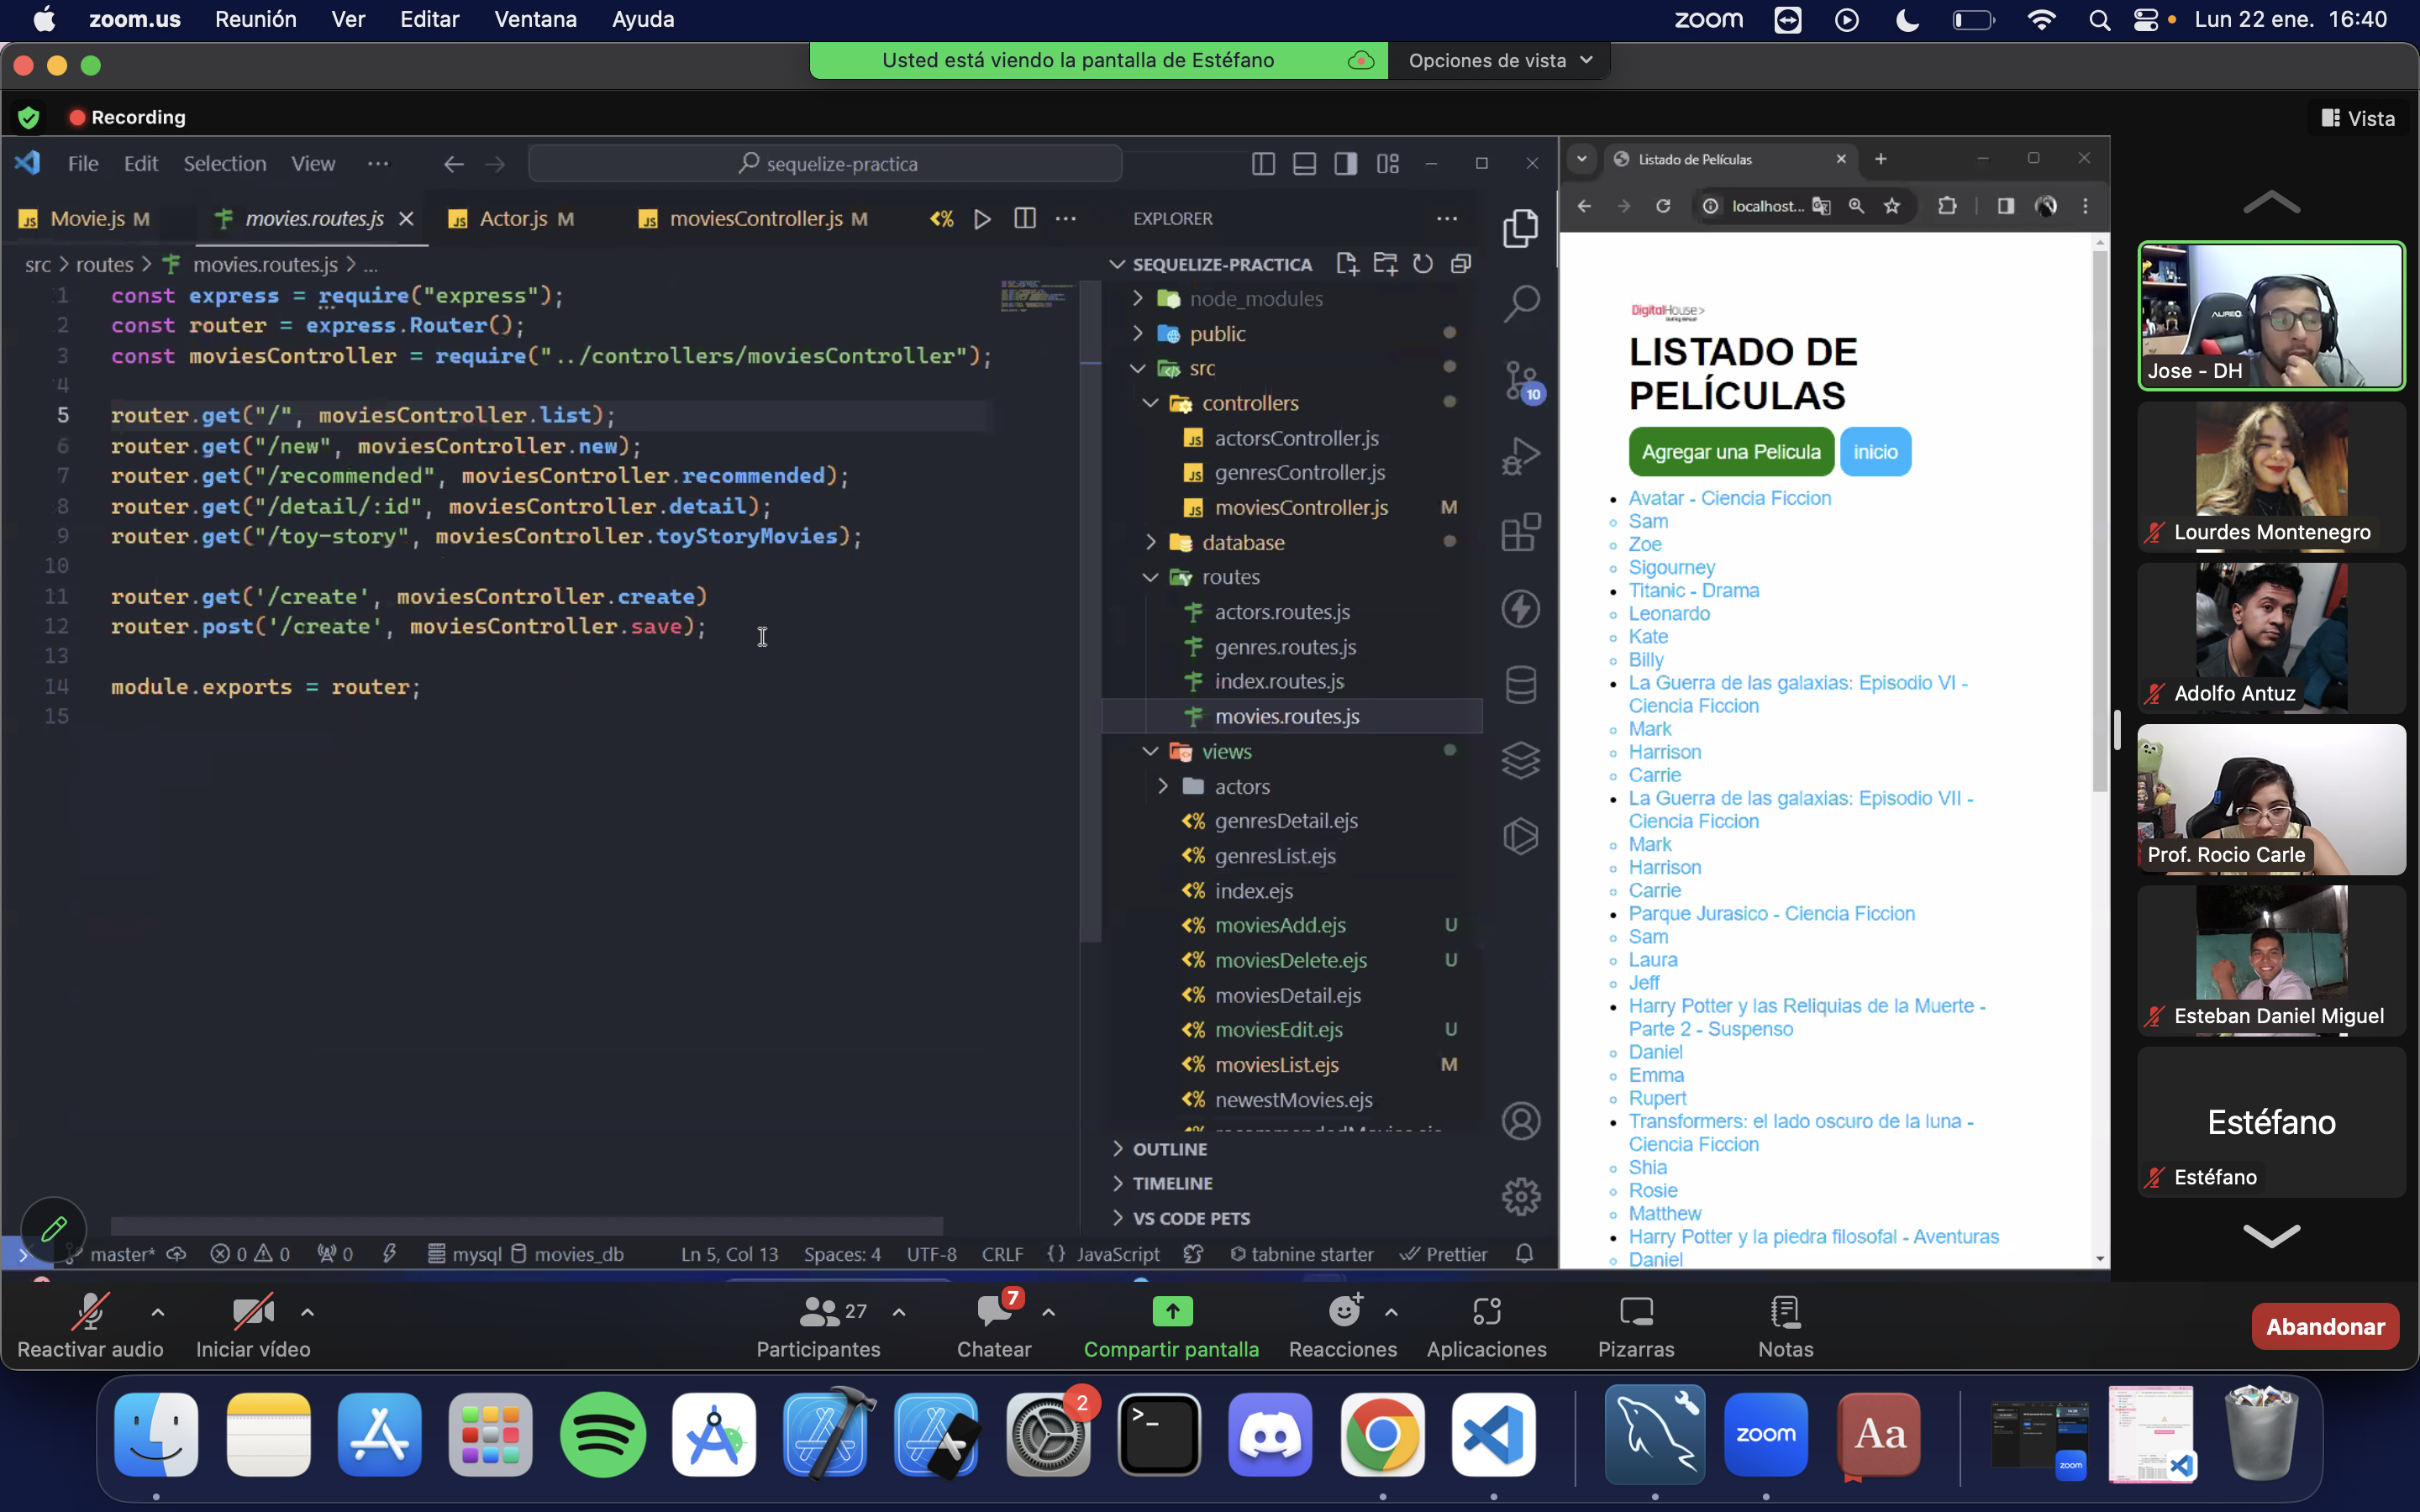 zoom.us Reunión Ver Editar Ventana Ayuda
zoom Lun 22 ene. 16:40
Usted está viendo la pantalla de Estéfano Opciones de vista
Recording
Vista
File Edit Selection View ...
sequelize-practica
Movie.js M
movies.routes.js
Actor.js M
moviesController.js M
src > routes > movies.routes.js > ...
1 const express = require("express");
2 const router = express.Router();
3 const moviesController = require("../controllers/moviesController");
4
5 router.get("/", moviesController.list);
6 router.get("/new", moviesController.new);
7 router.get("/recommended", moviesController.recommended);
8 router.get("/detail/:id", moviesController.detail);
9 router.get("/toy-story", moviesController.toyStoryMovies);
10
11 router.get('/create', moviesController.create)
12 router.post('/create', moviesController.save);
13
14 module.exports = router;
15
EXPLORER
SEQUELIZE-PRACTICA
node_modules
public
src
controllers
actorsController.js
genresController.js
moviesController.js M
database
routes
actors.routes.js
genres.routes.js
index.routes.js
movies.routes.js
views
actors
genresDetail.ejs
genresList.ejs
index.ejs
moviesAdd.ejs U
moviesDelete.ejs U
moviesDetail.ejs
moviesEdit.ejs U
moviesList.ejs M
newestMovies.ejs
OUTLINE
TIMELINE
VS CODE PETS
10
master* 0 0 0 mysql movies_db Ln 5, Col 13 Spaces: 4 UTF-8 CRLF {} JavaScript tabnine starter Prettier
Listado de Películas
localhost...
DigitalHouse>
LISTADO DE
PELÍCULAS
Agregar una Pelicula
inicio
Avatar - Ciencia Ficcion
Sam
Zoe
Sigourney
Titanic - Drama
Leonardo
Kate
Billy
La Guerra de las galaxias: Episodio VI -
Ciencia Ficcion
Mark
Harrison
Carrie
La Guerra de las galaxias: Episodio VII -
Ciencia Ficcion
Mark
Harrison
Carrie
Parque Jurasico - Ciencia Ficcion
Sam
Laura
Jeff
Harry Potter y las Reliquias de la Muerte -
Parte 2 - Suspenso
Daniel
Emma
Rupert
Transformers: el lado oscuro de la luna -
Ciencia Ficcion
Shia
Rosie
Matthew
Harry Potter y la piedra filosofal - Aventuras
Daniel
AUREOX
Jose - DH
Lourdes Montenegro
Adolfo Antuz
Prof. Rocio Carle
Esteban Daniel Miguel
Estéfano
Estéfano
Reactivar audio
Iniciar vídeo
27
Participantes
7
Chatear
Compartir pantalla
Reacciones
Aplicaciones
Pizarras
Notas
Abandonar
2
>_
zoom
Aa
zoom